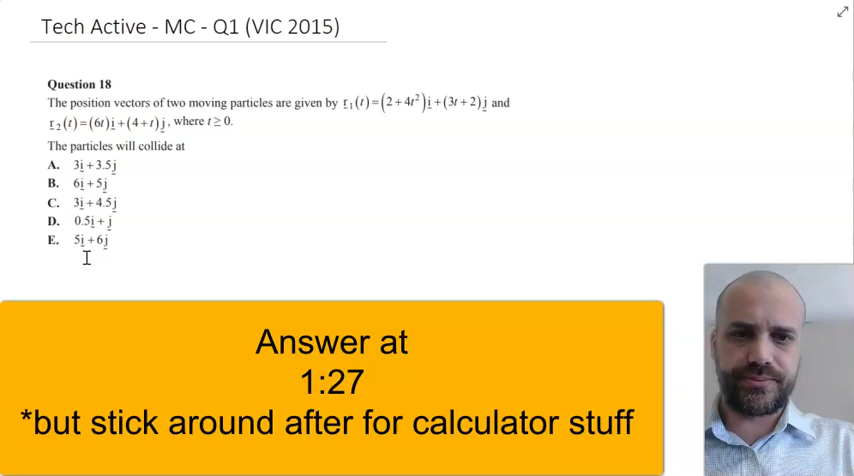 Tech Active - MC - Q1 (VIC 2015)
Question 18
The position vectors of two moving particles are given by r₁(t)=(2+4t²)i+(3t+2)j and
r₂(t)=(6t)i+(4+t)j, where t≥0.
The particles will collide at
A. 3i+3.5j
B. 6i+5j
C. 3i+4.5j
D. 0.5i+j
E. 5i+6j
Answer at
1:27
*but stick around after for calculator stuff